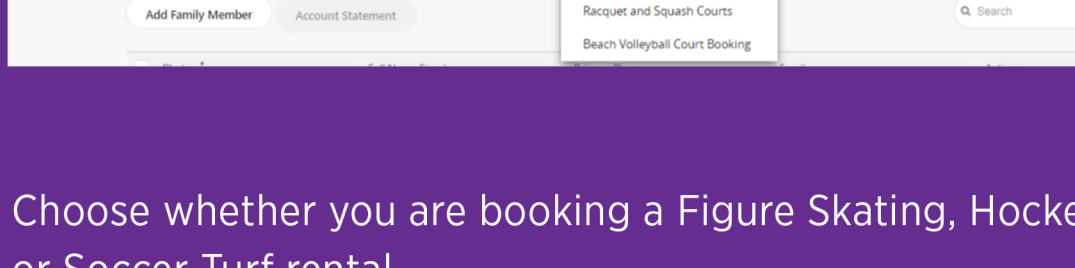 Racquet and Squash Courts
Add Family Member
Account Statement
Search
Beach Volleyball Court Booking
Choose whether you are booking a Figure Skating, Hocke
or Soccer Turf rental